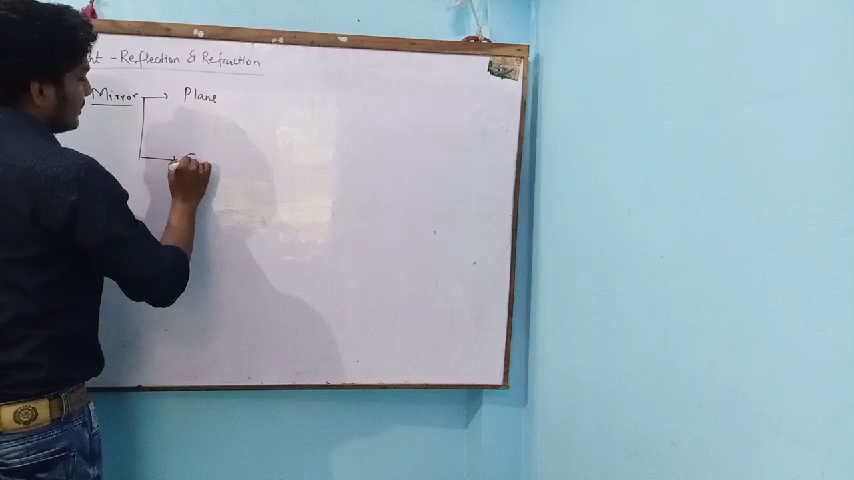 ht - Reflection & Refraction
Mirror → Plane